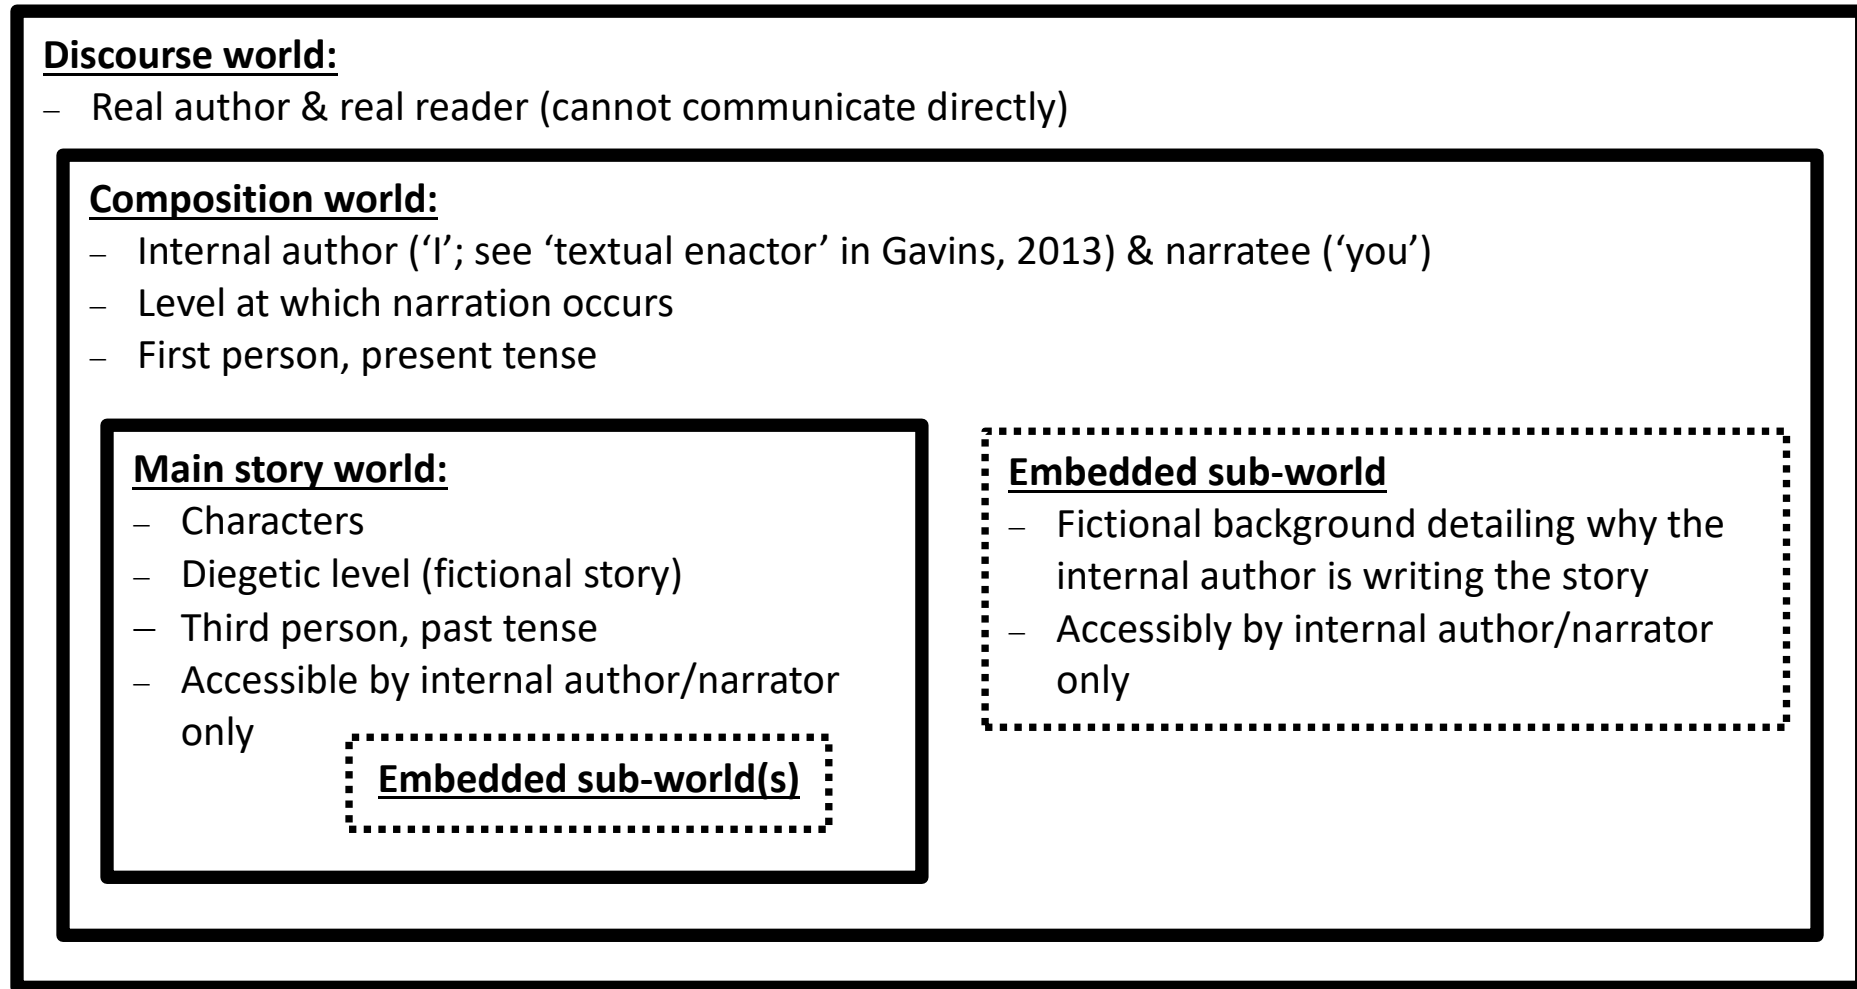 Discourse world:
– Real author & real reader (cannot communicate directly)
Composition world:
– Internal author (‘I’; see ‘textual enactor’ in Gavins, 2013) & narratee (‘you’)
– Level at which narration occurs
– First person, present tense
Main story world:
– Characters
– Diegetic level (fictional story)
– Third person, past tense
– Accessible by internal author/narrator
only
Embedded sub-world(s)
Embedded sub-world
– Fictional background detailing why the
internal author is writing the story
– Accessibly by internal author/narrator
only